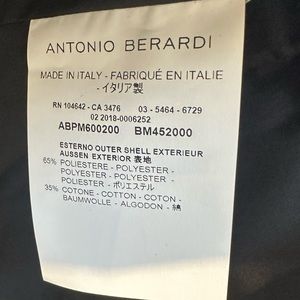 ANTONIO BERARDI
MADE IN ITALY - FABRIQUÉ EN ITALIE
- イタリア製
RN 104642 - CA 3476 03 - 5464 - 6729
02 2018-0006252
ABPM600200 BM452000
ESTERNO OUTER SHELL EXTERIEUR
AUSSEN EXTERIOR 表地
65% POLIESTERE - POLYESTER -
POLYESTER - POLYESTER -
POLIESTER - ポリエステル
35% COTONE - COTTON - COTON -
BAUMWOLLE - ALGODON - 綿